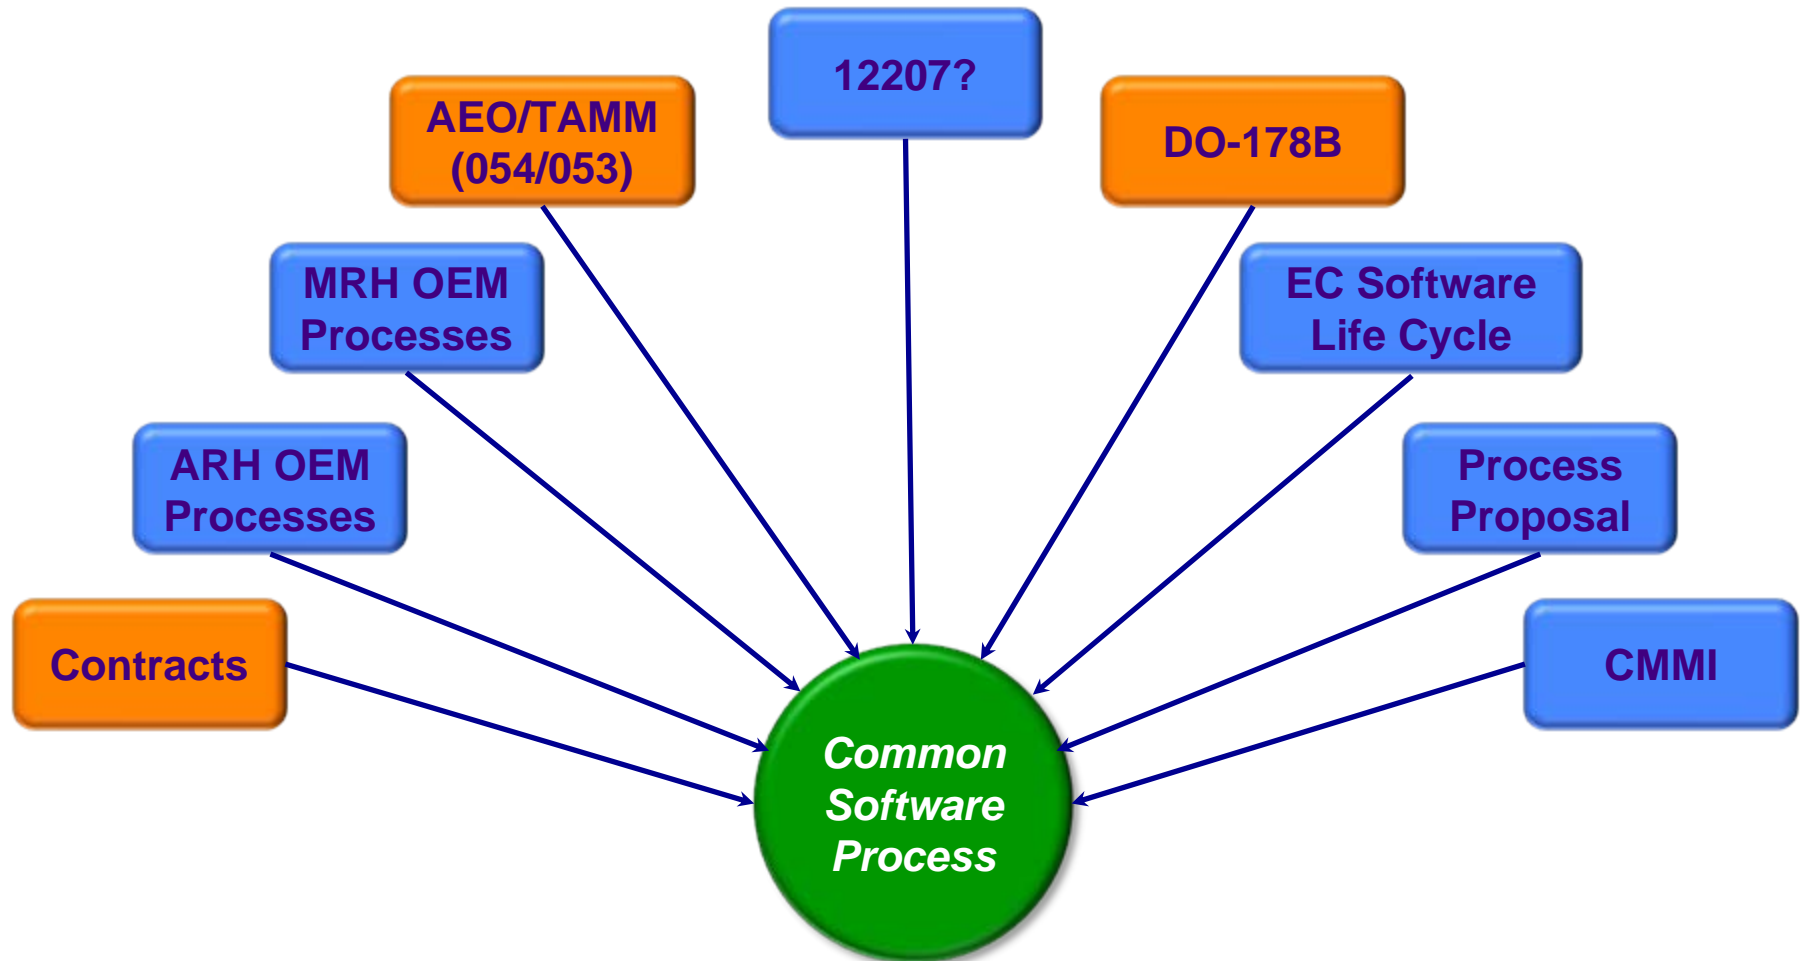 12207?
AEO/TAMM
(054/053)
DO-178B
MRH OEM
Processes
EC Software
Life Cycle
ARH OEM
Processes
Process
Proposal
Contracts
CMMI
Common
Software
Process